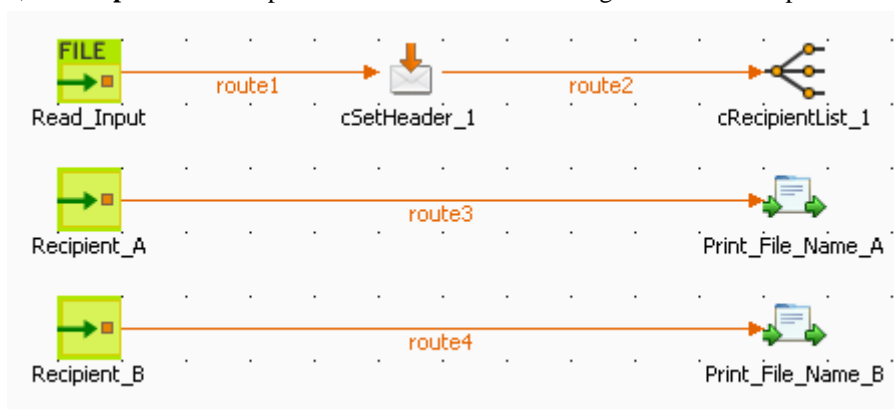 FILE
route1
route2
Read_Input
cSetHeader_1
cRecipientList_1
route3
Recipient_A
Print_File_Name_A
route4
Recipient_B
Print_File_Name_B